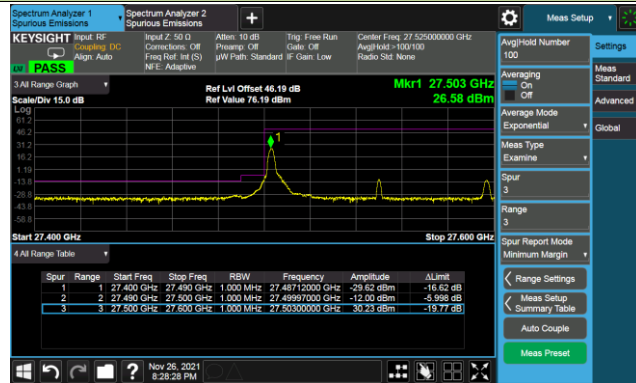 Spectrum Analyzer 1
Spurious Emissions
Spectrum Analyzer 2
Spurious Emissions
+
Meas Setup
KEYSIGHT
Input: RF
Coupling: DC
Align: Auto
Input Z: 50 Ω
Corrections: Off
Freq Ref: Int (S)
NFE: Adaptive
Atten: 10 dB
Preamp: Off
µW Path: Standard
Trig: Free Run
Gate: Off
IF Gain: Low
Center Freq: 27.525000000 GHz
Avg|Hold >100/100
Radio Std: None
PASS
3 All Range Graph
Scale/Div 15.0 dB
Ref Lvl Offset 46.19 dB
Ref Value 76.19 dBm
Mkr1 27.503 GHz
26.58 dBm
Log
61.2
46.2
31.2
16.2
1.19
-13.8
-28.8
-43.8
-58.8
1
Start 27.400 GHz
Stop 27.600 GHz
4 All Range Table
Spur Range Start Freq Stop Freq RBW Frequency Amplitude ΔLimit
1 1 27.400 GHz 27.490 GHz 1.000 MHz 27.48712000 GHz -29.62 dBm -16.62 dB
2 2 27.490 GHz 27.500 GHz 1.000 MHz 27.49997000 GHz -12.00 dBm -5.998 dB
3 3 27.500 GHz 27.600 GHz 1.000 MHz 27.50300000 GHz 30.23 dBm -19.77 dB
Avg|Hold Number
100
Averaging
On
Off
Average Mode
Exponential
Meas Type
Examine
Spur
3
Range
3
Spur Report Mode
Minimum Margin
Range Settings
Meas Setup
Summary Table
Auto Couple
Meas Preset
Settings
Meas
Standard
Advanced
Global
?
Nov 26, 2021
8:28:28 PM